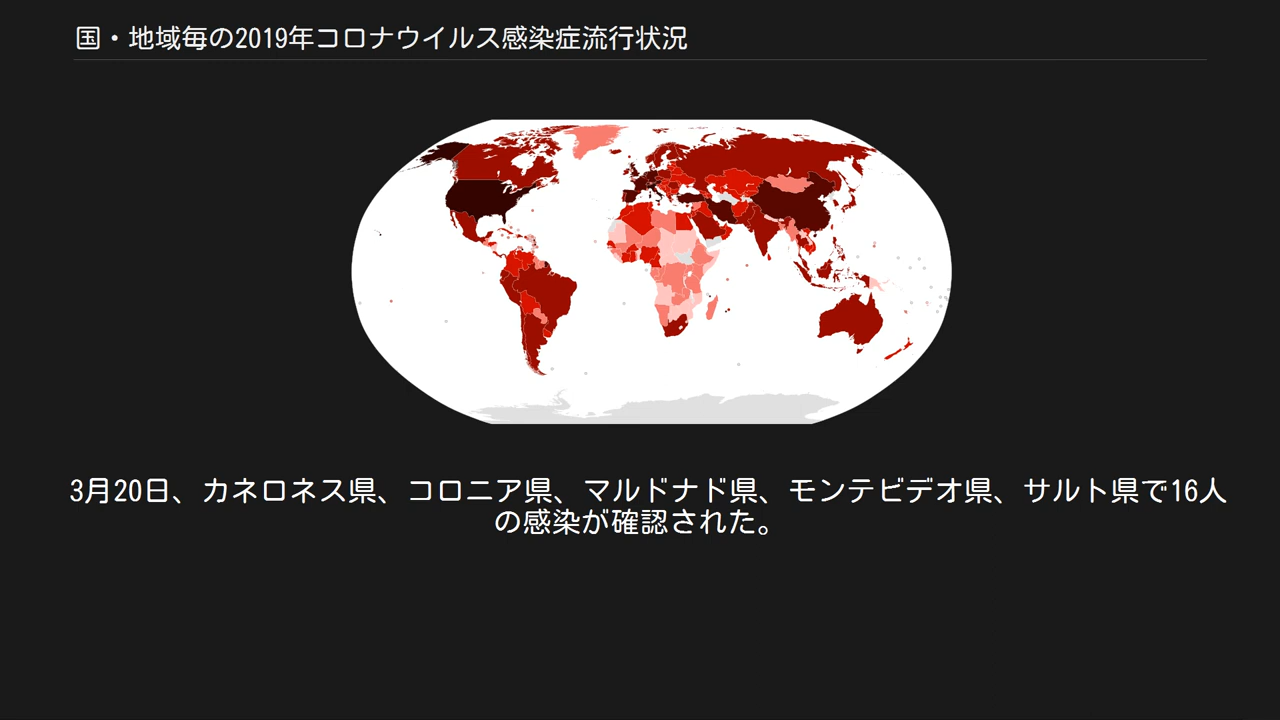 国・地域毎の2019年コロナウイルス感染症流行状況
3月20日、カネロネス県、コロニア県、マルドナド県、モンテビデオ県、サルト県で16人
の感染が確認された。